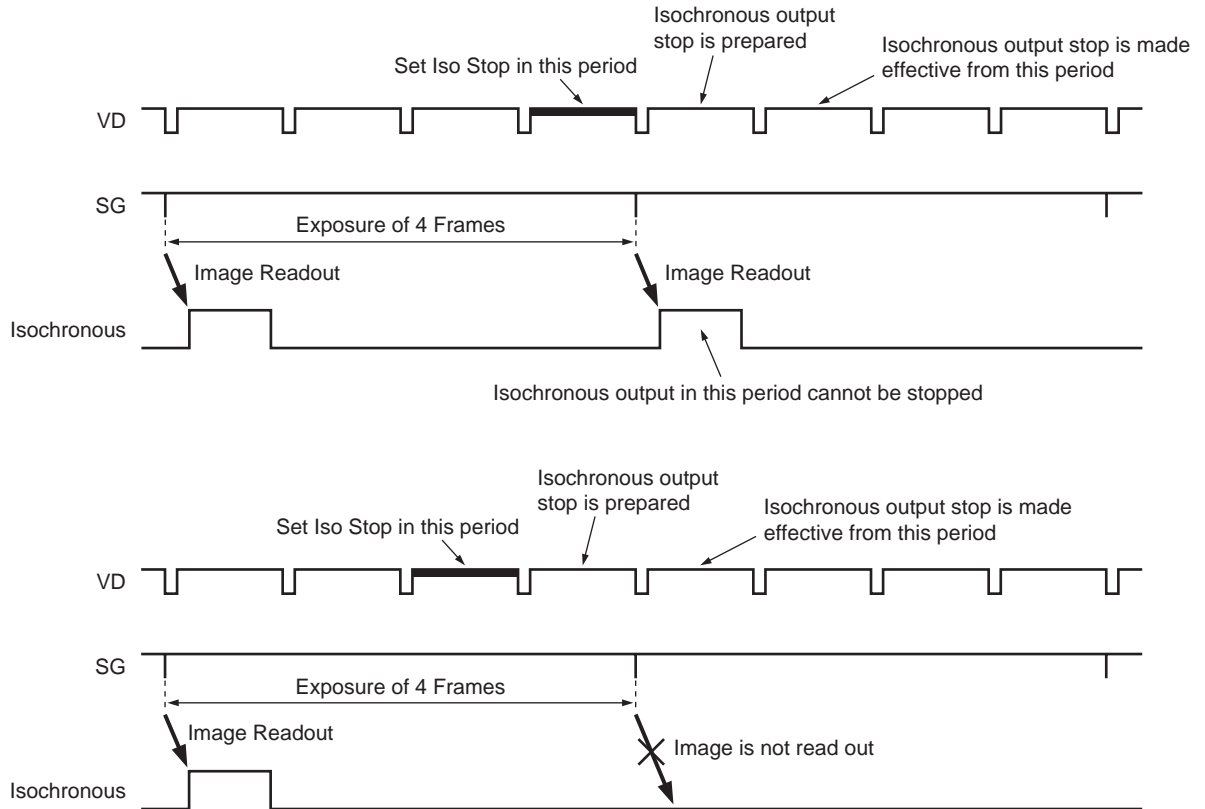 Isochronous output
stop is prepared
Isochronous output stop is made
effective from this period
Set Iso Stop in this period
VD
SG
Exposure of 4 Frames
Image Readout
Image Readout
Isochronous
Isochronous output in this period cannot be stopped
Isochronous output
stop is prepared
Isochronous output stop is made
effective from this period
Set Iso Stop in this period
VD
SG
Exposure of 4 Frames
Image Readout
Image is not read out
Isochronous